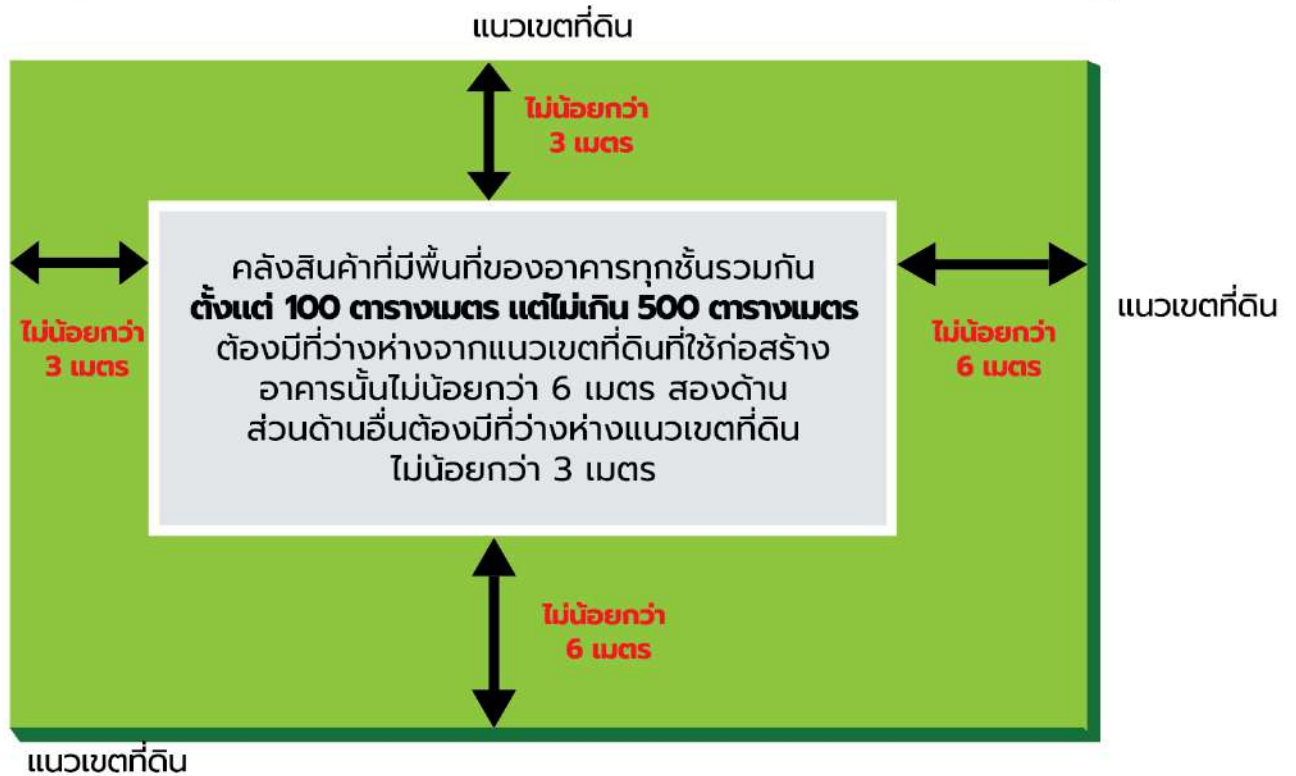 แนวเขตที่ดิน
ไม่น้อยกว่า
3 เมตร
คลังสินค้าที่มีพื้นที่ของอาคารทุกชั้นรวมกัน
ตั้งแต่ 100 ตารางเมตร แต่ไม่เกิน 500 ตารางเมตร
ต้องมีที่ว่างห่างจากแนวเขตที่ดินที่ใช้ก่อสร้าง
อาคารนั้นไม่น้อยกว่า 6 เมตร สองด้าน
ส่วนด้านอื่นต้องมีที่ว่างห่างแนวเขตที่ดิน
ไม่น้อยกว่า 3 เมตร
ไม่น้อยกว่า
3 เมตร
ไม่น้อยกว่า
6 เมตร
แนวเขตที่ดิน
ไม่น้อยกว่า
6 เมตร
แนวเขตที่ดิน